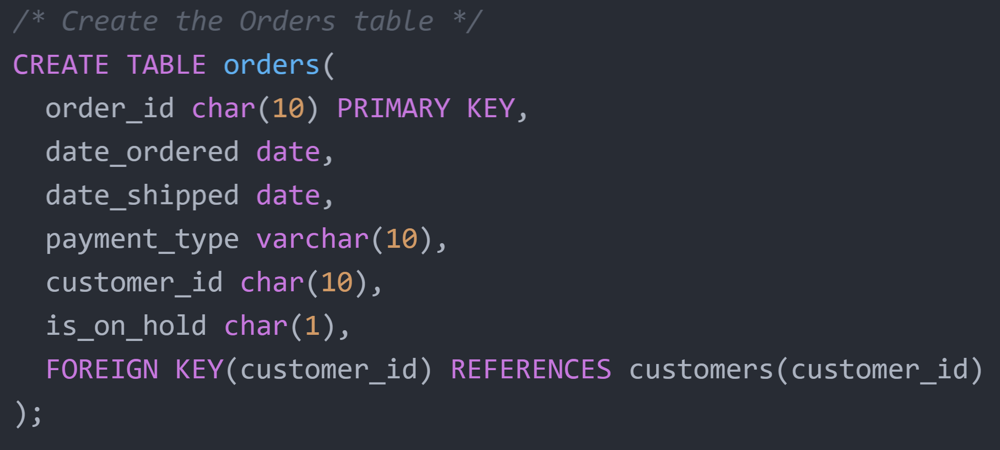 /* Create the Orders table */
CREATE TABLE orders(
  order_id char(10) PRIMARY KEY,
  date_ordered date,
  date_shipped date,
  payment_type varchar(10),
  customer_id char(10),
  is_on_hold char(1),
  FOREIGN KEY(customer_id) REFERENCES customers(customer_id)
);